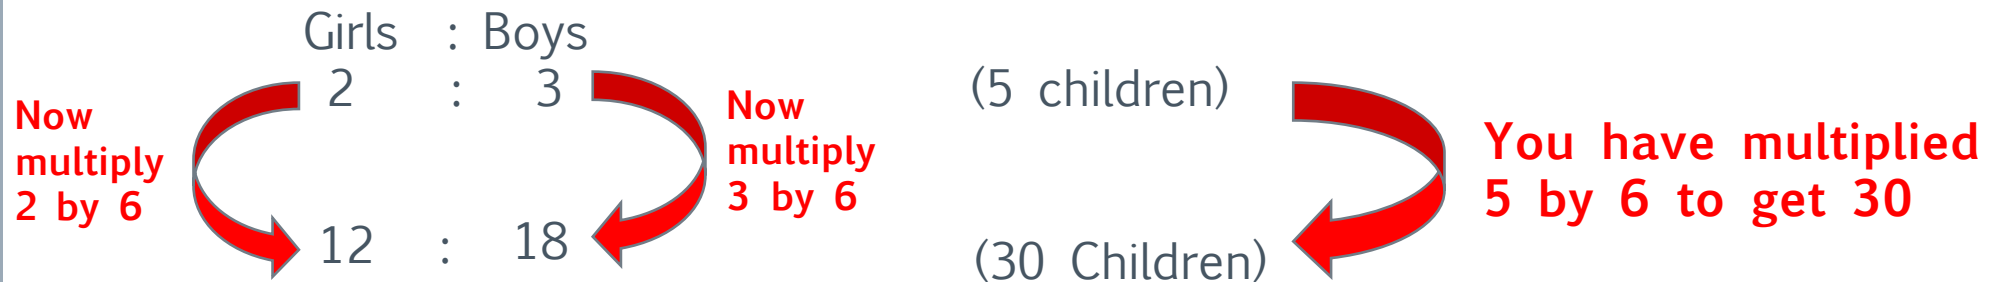 Girls : Boys
2 : 3 (5 children)
Now
multiply
2 by 6
Now
multiply
3 by 6
You have multiplied
5 by 6 to get 30
12 : 18 (30 Children)